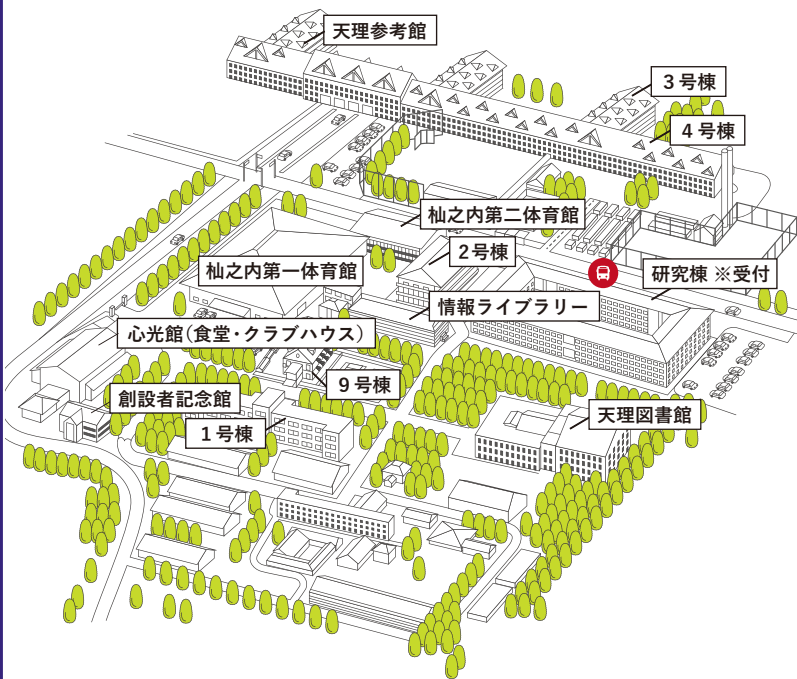 天理参考館
3号棟
4号棟
杣之内第二体育館
2号棟
杣之内第一体育館
研究棟 ※受付
情報ライブラリー
心光館(食堂・クラブハウス)
9号棟
創設者記念館
天理図書館
1号棟